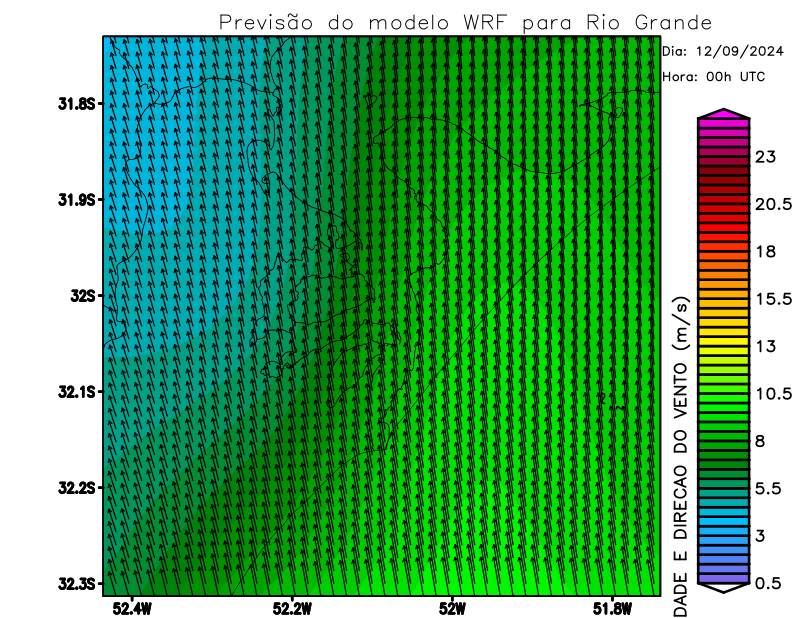 Previsão do modelo WRF para Rio Grande
Dia: 12/09/2024
Hora: 00h UTC
31.8S
31.9S
32S
32.1S
32.2S
32.3S
52.4W
52.2W
52W
51.8W
23
20.5
18
15.5
13
10.5
8
5.5
3
0.5
DADE E DIRECAO DO VENTO (m/s)